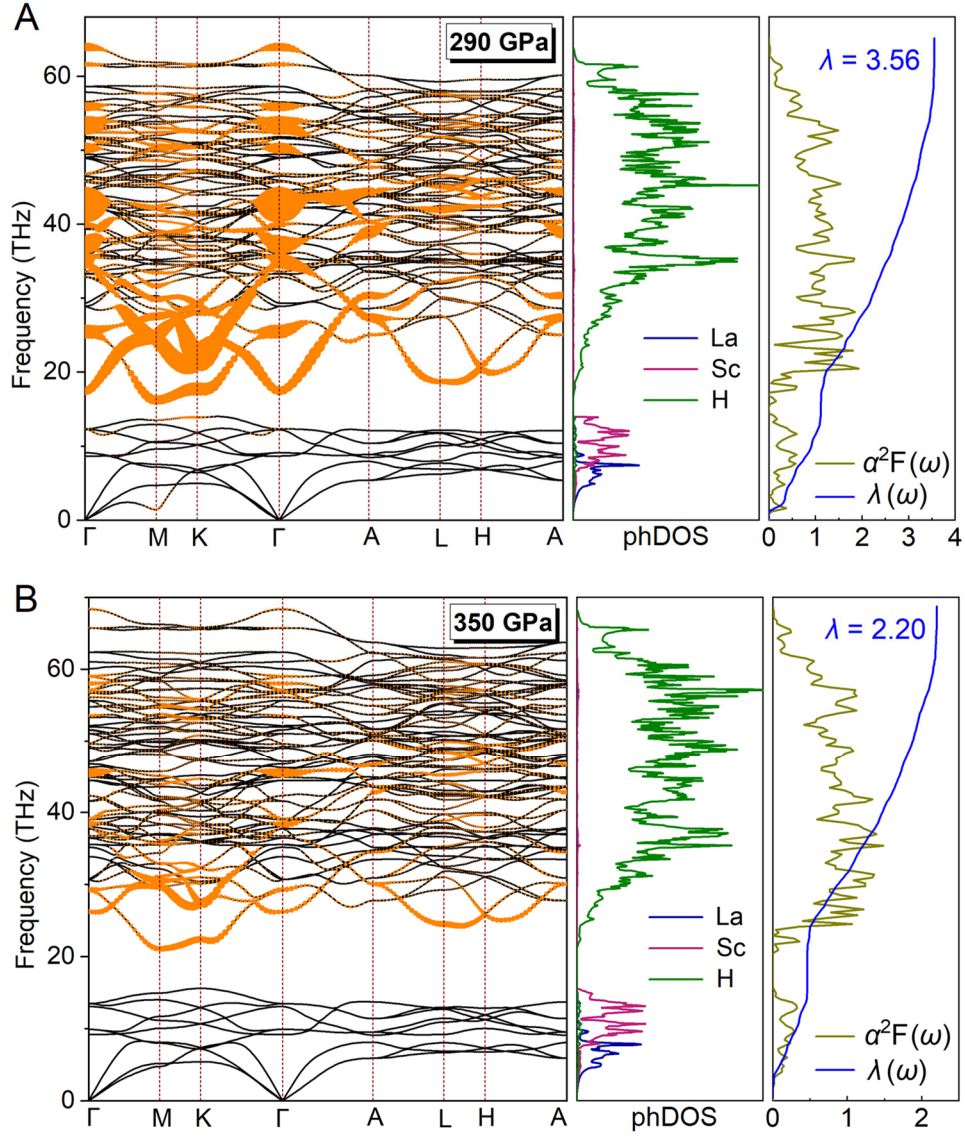 A
290 GPa
λ = 3.56
Frequency (THz)
60
40
20
0
La
Sc
H
α²F(ω)
λ(ω)
Γ M K Γ A L H A
phDOS
0 1 2 3 4
B
350 GPa
λ = 2.20
Frequency (THz)
60
40
20
0
La
Sc
H
α²F(ω)
λ(ω)
Γ M K Γ A L H A
phDOS
0 1 2